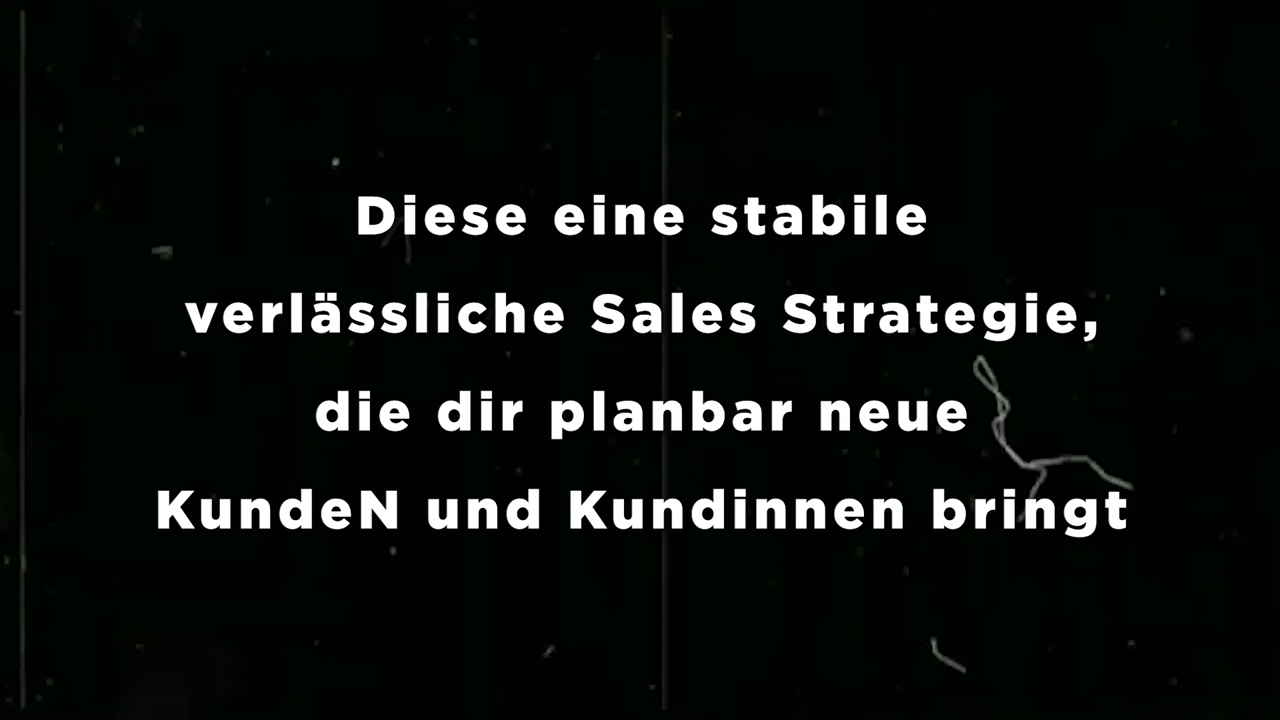 Diese eine stabile
verlässliche Sales Strategie,
die dir planbar neue
KundeN und Kundinnen bringt